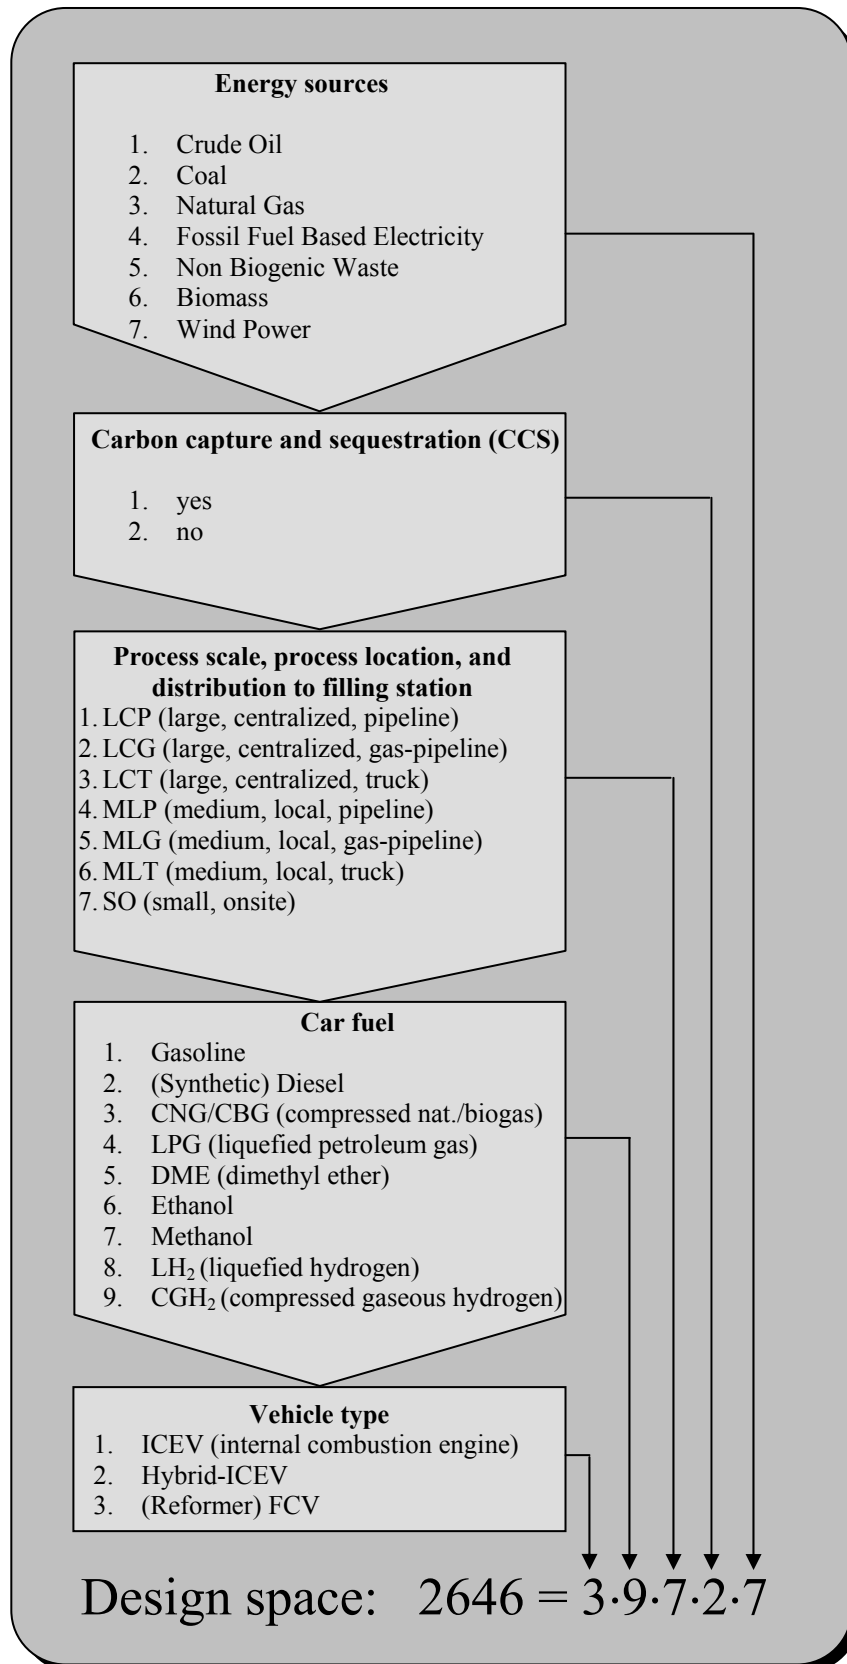 Energy sources
1. Crude Oil
2. Coal
3. Natural Gas
4. Fossil Fuel Based Electricity
5. Non Biogenic Waste
6. Biomass
7. Wind Power
Carbon capture and sequestration (CCS)
1. yes
2. no
Process scale, process location, and
distribution to filling station
1. LCP (large, centralized, pipeline)
2. LCG (large, centralized, gas-pipeline)
3. LCT (large, centralized, truck)
4. MLP (medium, local, pipeline)
5. MLG (medium, local, gas-pipeline)
6. MLT (medium, local, truck)
7. SO (small, onsite)
Car fuel
1. Gasoline
2. (Synthetic) Diesel
3. CNG/CBG (compressed nat./biogas)
4. LPG (liquefied petroleum gas)
5. DME (dimethyl ether)
6. Ethanol
7. Methanol
8. LH₂ (liquefied hydrogen)
9. CGH₂ (compressed gaseous hydrogen)
Vehicle type
1. ICEV (internal combustion engine)
2. Hybrid-ICEV
3. (Reformer) FCV
Design space: 2646 = 3·9·7·2·7